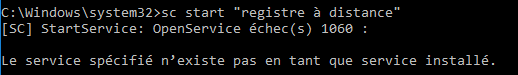 C:\Windows\system32>sc start "registre à distance"
[SC] StartService: OpenService échec(s) 1060 :
Le service spécifié n’existe pas en tant que service installé.